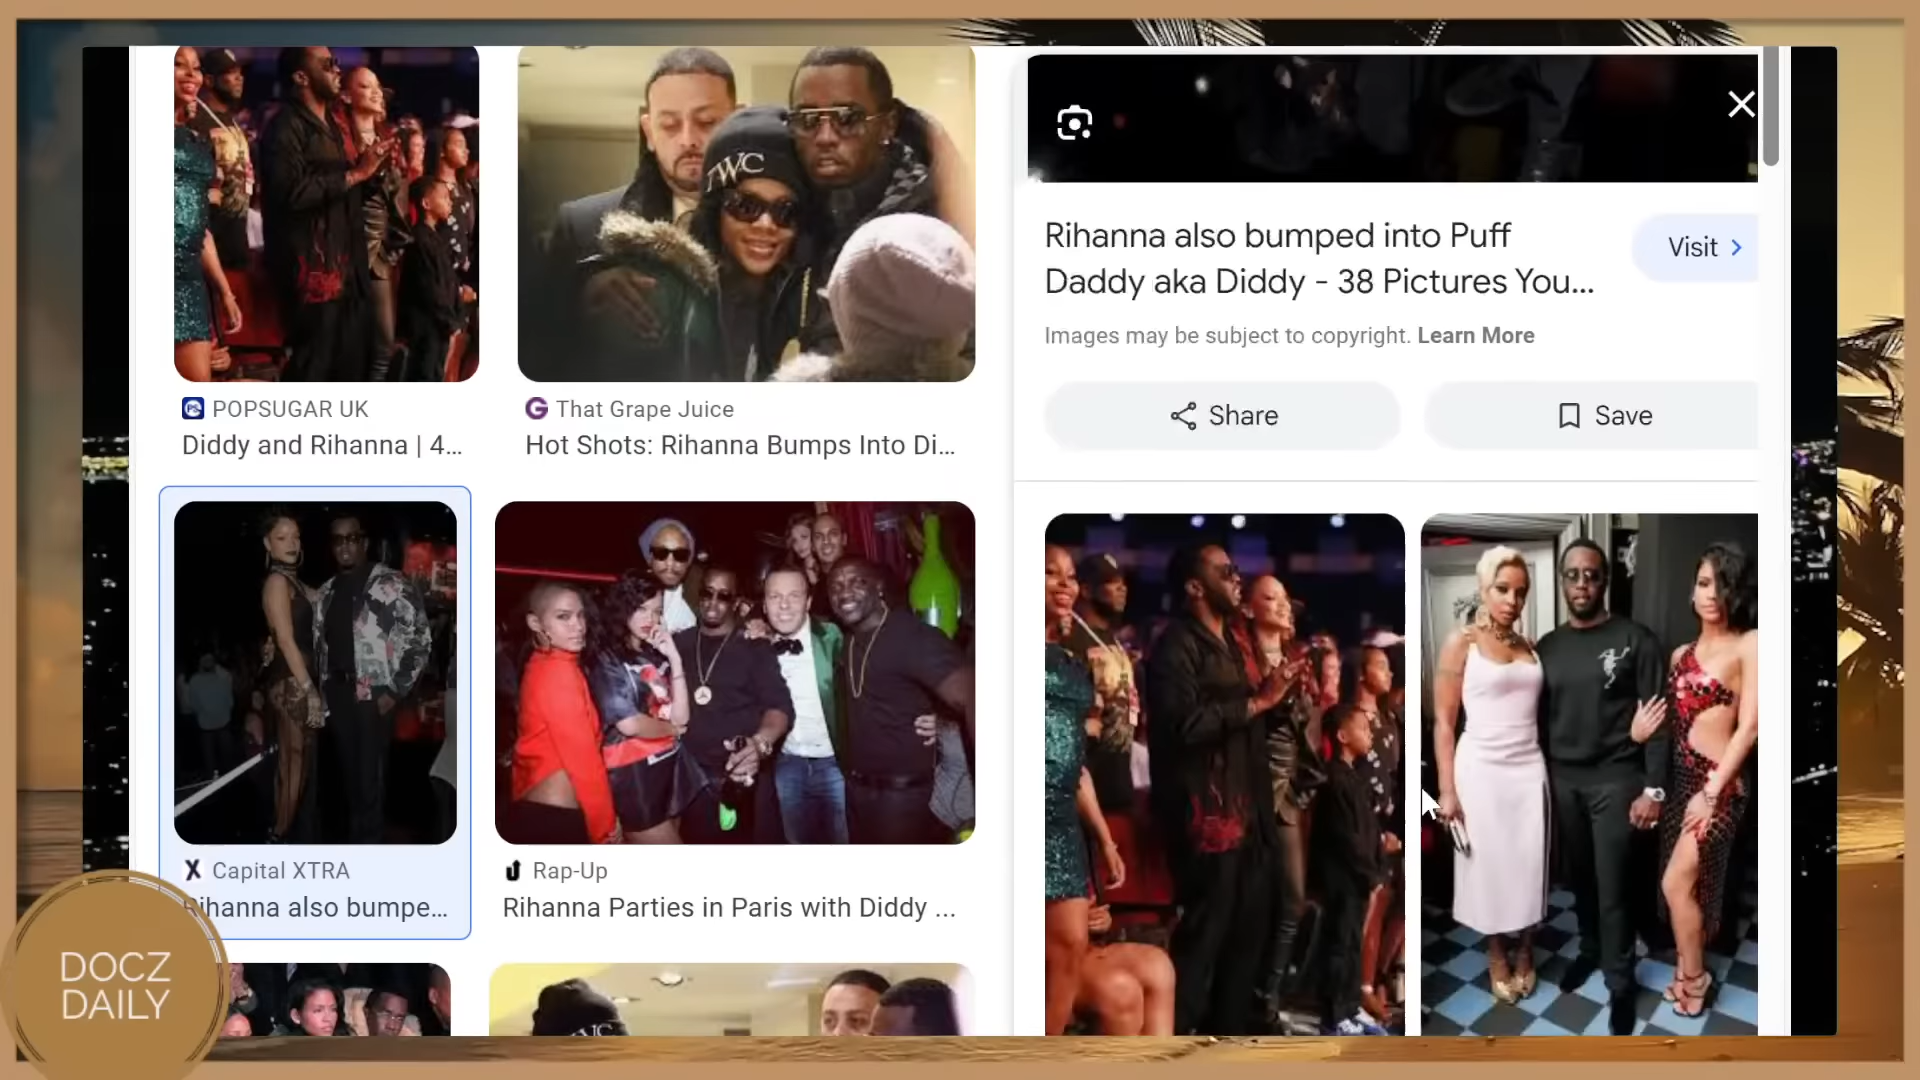 WC
POPSUGAR UK
Diddy and Rihanna | 4...
That Grape Juice
Hot Shots: Rihanna Bumps Into Di...
Capital XTRA
Rihanna also bumpe...
Rap-Up
Rihanna Parties in Paris with Diddy ...
Rihanna also bumped into Puff
Daddy aka Diddy - 38 Pictures You...
Visit
Images may be subject to copyright. Learn More
Share
Save
DOCZ
DAILY